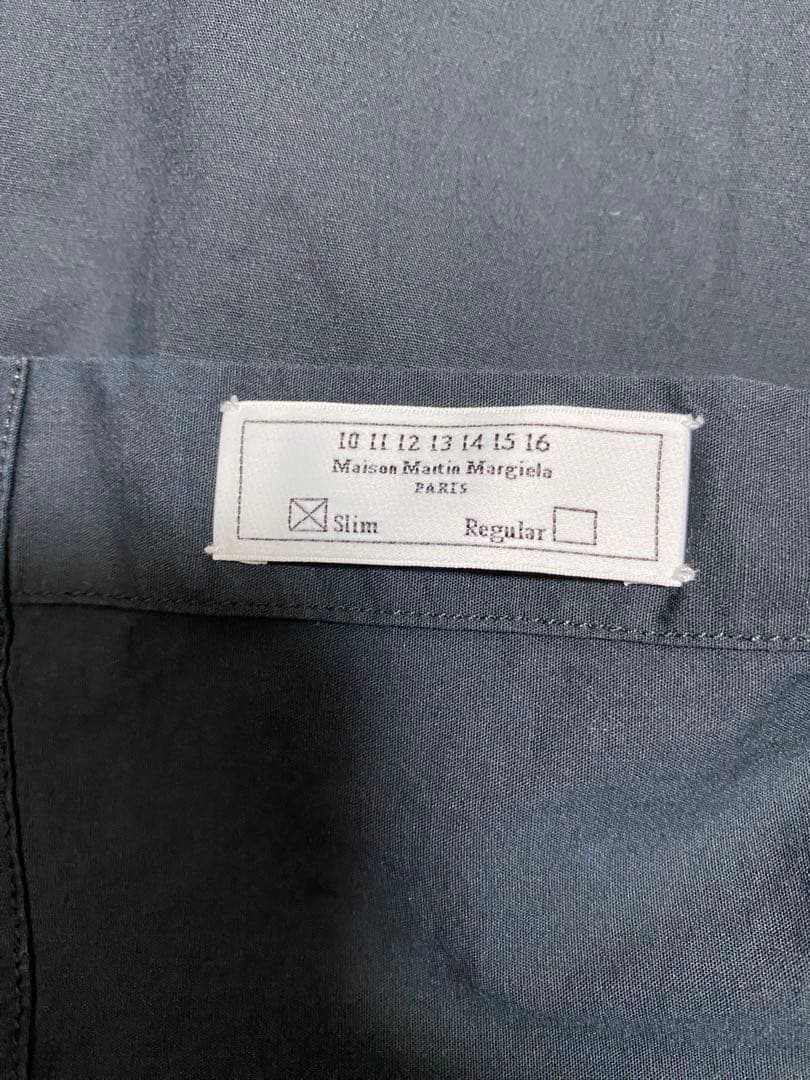 10 11 12 13 14 15 16
Maison Martin Margiela
PARIS
Slim Regular